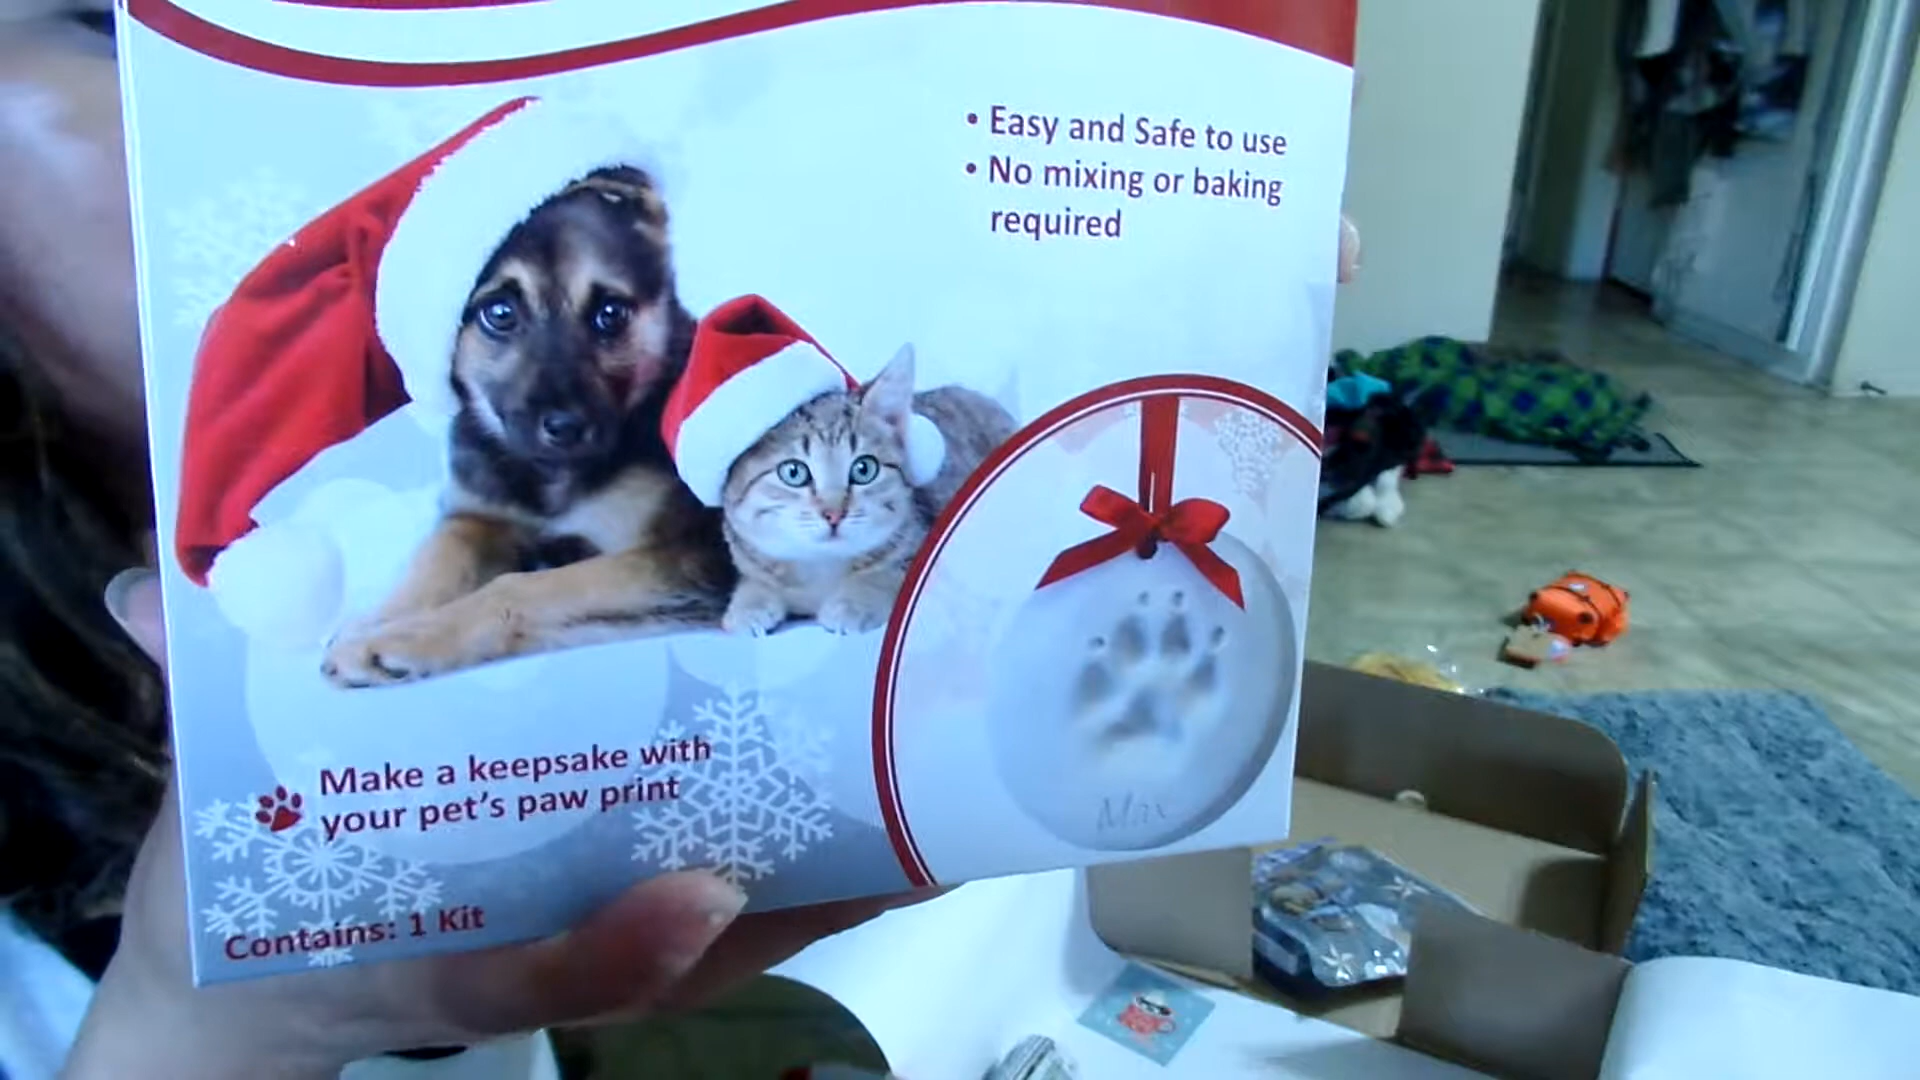 • Easy and Safe to use
• No mixing or baking
required
Max
Make a keepsake with
your pet's paw print
Contains: 1 Kit